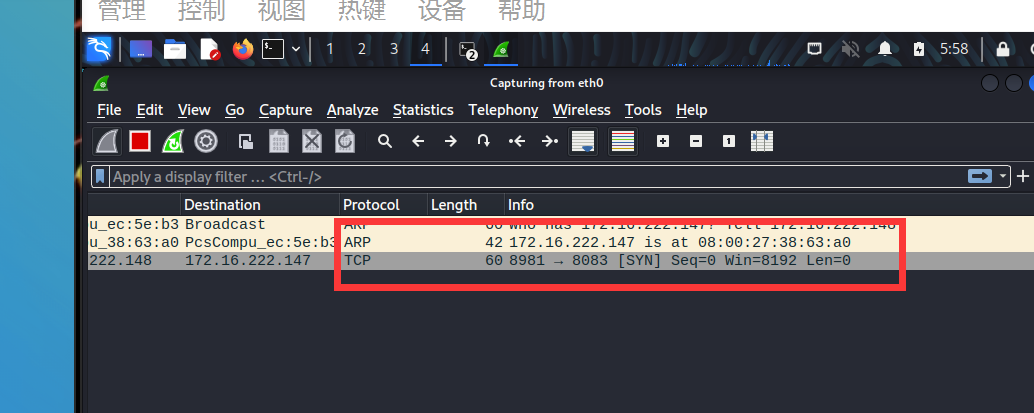 管理 控制 视图 热键 设备 帮助
1 2 3 4 2 5:58
Capturing from eth0
File Edit View Go Capture Analyze Statistics Telephony Wireless Tools Help
Apply a display filter … <Ctrl-/>
Destination Protocol Length Info
u_ec:5e:b3 Broadcast ARP 60 Who has 172.16.222.147? Tell 172.16.222.148
u_38:63:a0 PcsCompu_ec:5e:b3 ARP 42 172.16.222.147 is at 08:00:27:38:63:a0
222.148 172.16.222.147 TCP 60 8981 → 8083 [SYN] Seq=0 Win=8192 Len=0